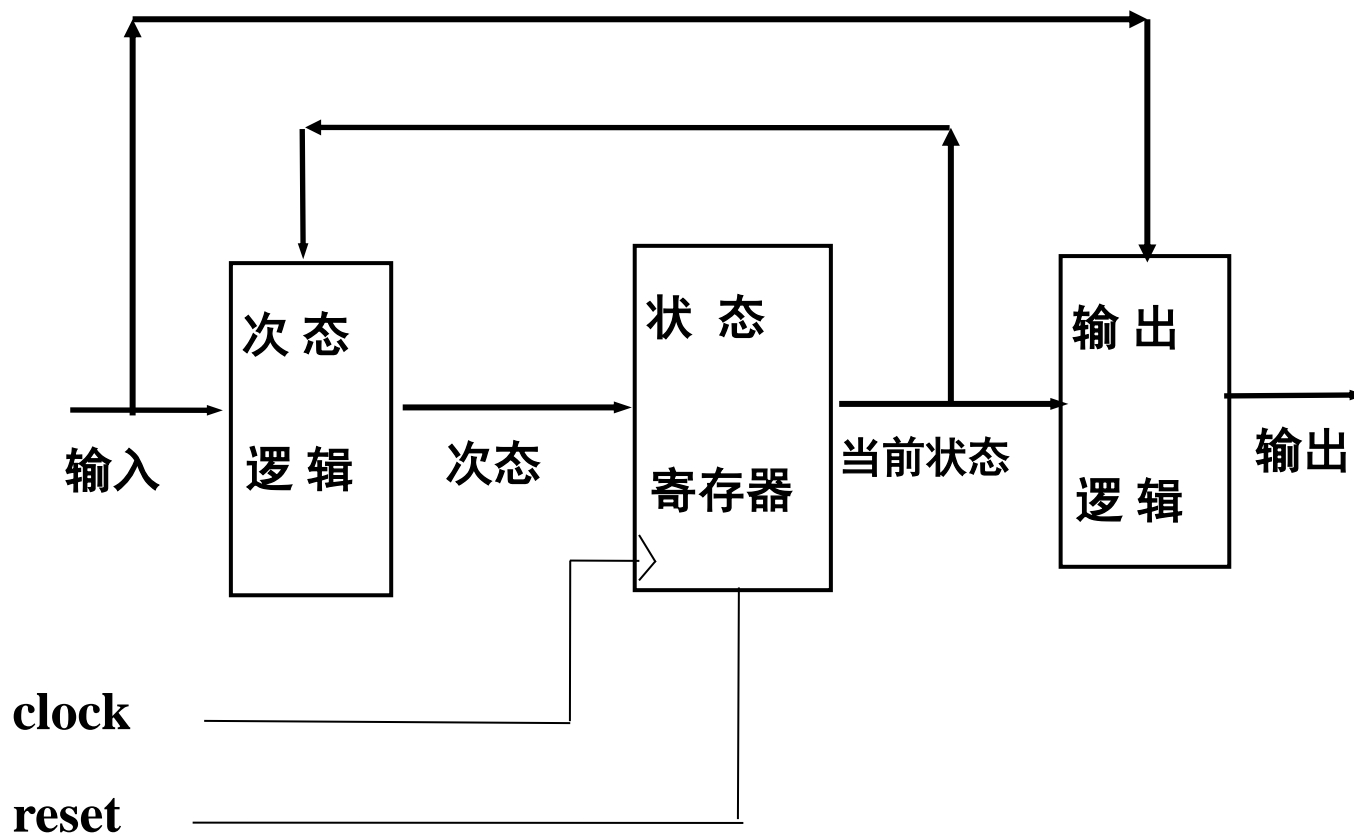 次 态
逻 辑
状 态
寄存器
输 出
逻 辑
输入
次态
当前状态
输出
clock
reset